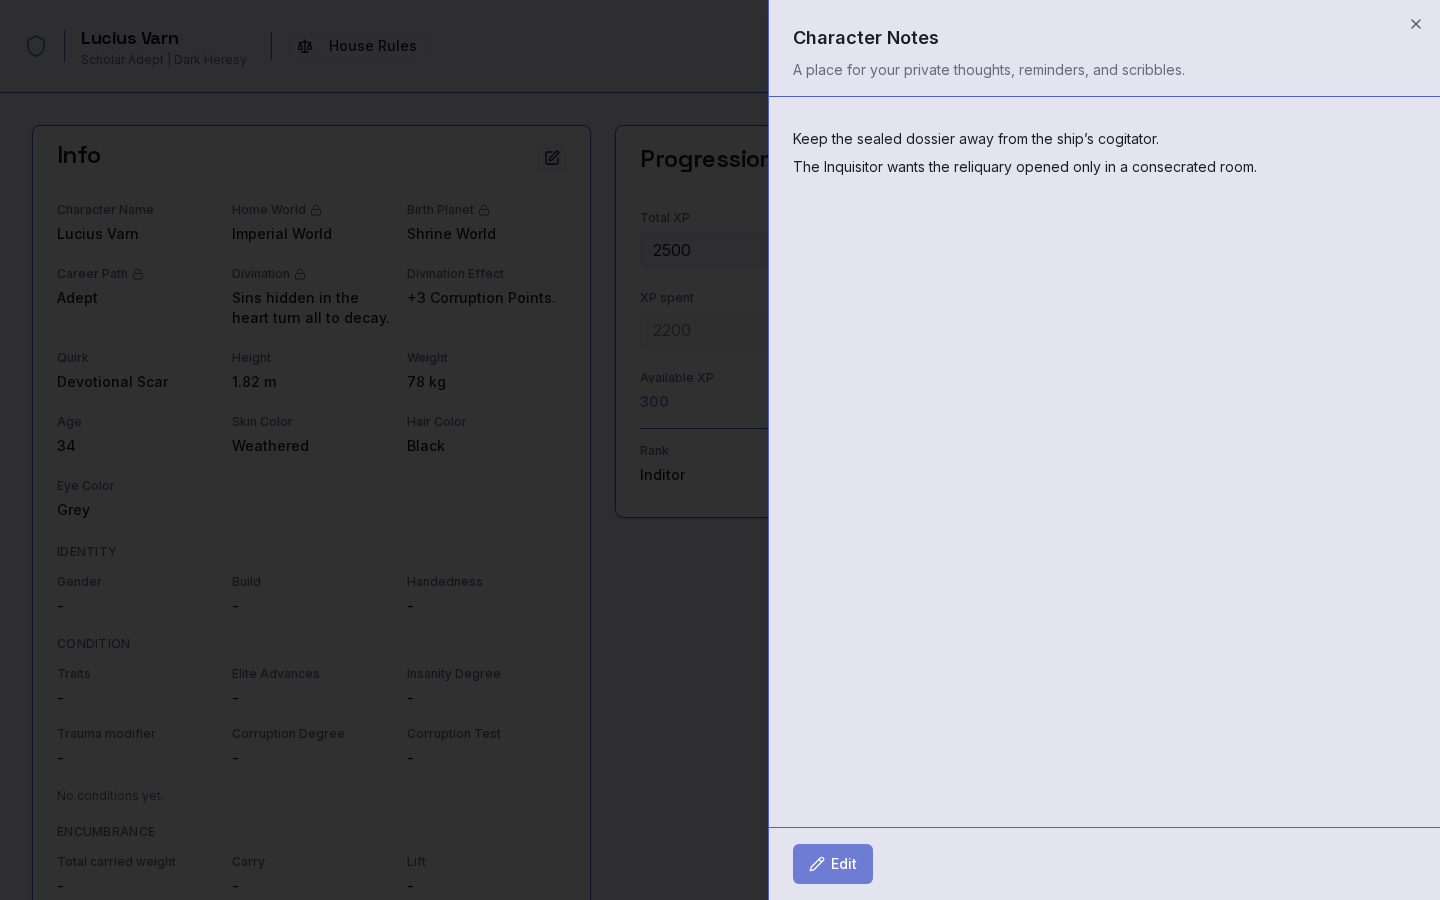 Lucius Varn
Scholar Adept | Dark Heresy
House Rules
Info
Character Name
Lucius Varn
Home World
Imperial World
Birth Planet
Shrine World
Career Path
Adept
Divination
Sins hidden in the
heart turn all to decay.
Divination Effect
+3 Corruption Points.
Quirk
Devotional Scar
Height
1.82 m
Weight
78 kg
Age
34
Skin Color
Weathered
Hair Color
Black
Eye Color
Grey
IDENTITY
Gender
-
Build
-
Handedness
-
CONDITION
Traits
-
Elite Advances
-
Insanity Degree
-
Trauma modifier
-
Corruption Degree
-
Corruption Test
-
No conditions yet.
ENCUMBRANCE
Total carried weight
-
Carry
-
Lift
-
Progression
Total XP
2500
XP spent
2200
Available XP
300
Rank
Inditor
Character Notes
A place for your private thoughts, reminders, and scribbles.
Keep the sealed dossier away from the ship’s cogitator.
The Inquisitor wants the reliquary opened only in a consecrated room.
Edit